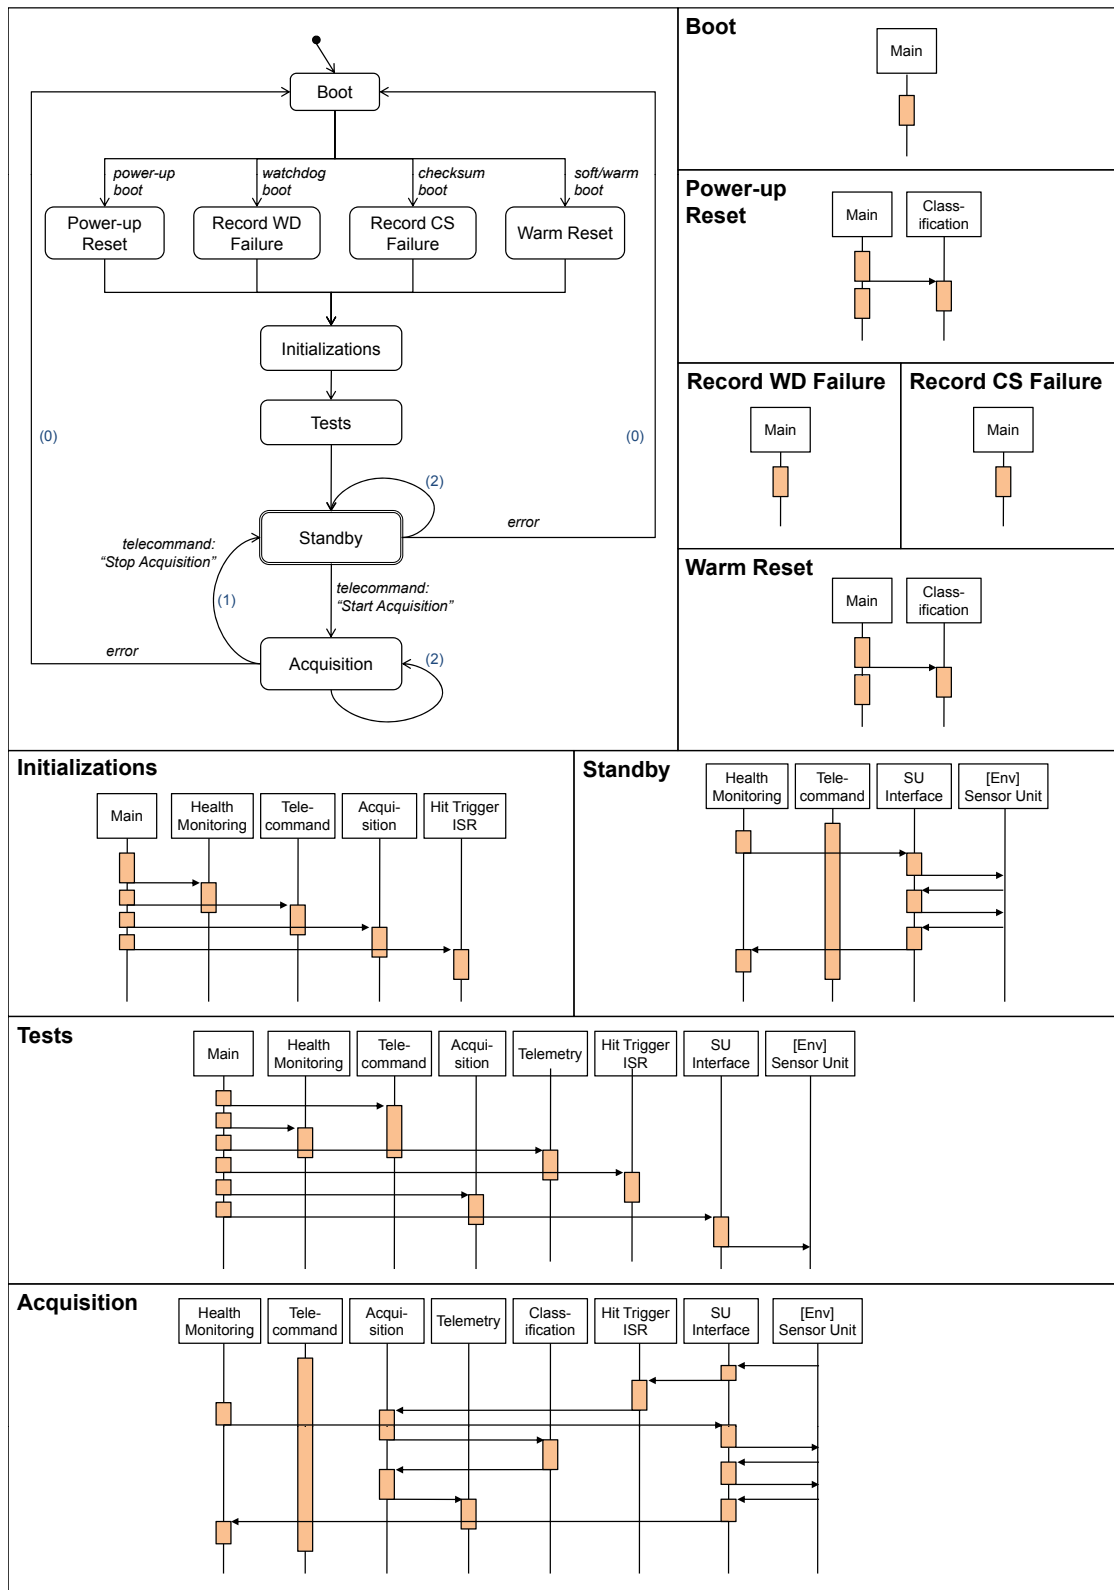 Boot
power-up
boot
watchdog
boot
checksum
boot
soft/warm
boot
Power-up
Reset
Record WD
Failure
Record CS
Failure
Warm Reset
Initializations
Tests
(0)
(0)
(2)
Standby
error
telecommand:
“Stop Acquisition”
telecommand:
“Start Acquisition”
(1)
error
Acquisition
(2)
Boot
Main
Power-up
Reset
Main
Class-
ification
Record WD Failure
Main
Record CS Failure
Main
Warm Reset
Main
Class-
ification
Initializations
Main
Health
Monitoring
Tele-
command
Acqui-
sition
Hit Trigger
ISR
Standby
Health
Monitoring
Tele-
command
SU
Interface
[Env]
Sensor Unit
Tests
Main
Health
Monitoring
Tele-
command
Acqui-
sition
Telemetry
Hit Trigger
ISR
SU
Interface
[Env]
Sensor Unit
Acquisition
Health
Monitoring
Tele-
command
Acqui-
sition
Telemetry
Class-
ification
Hit Trigger
ISR
SU
Interface
[Env]
Sensor Unit